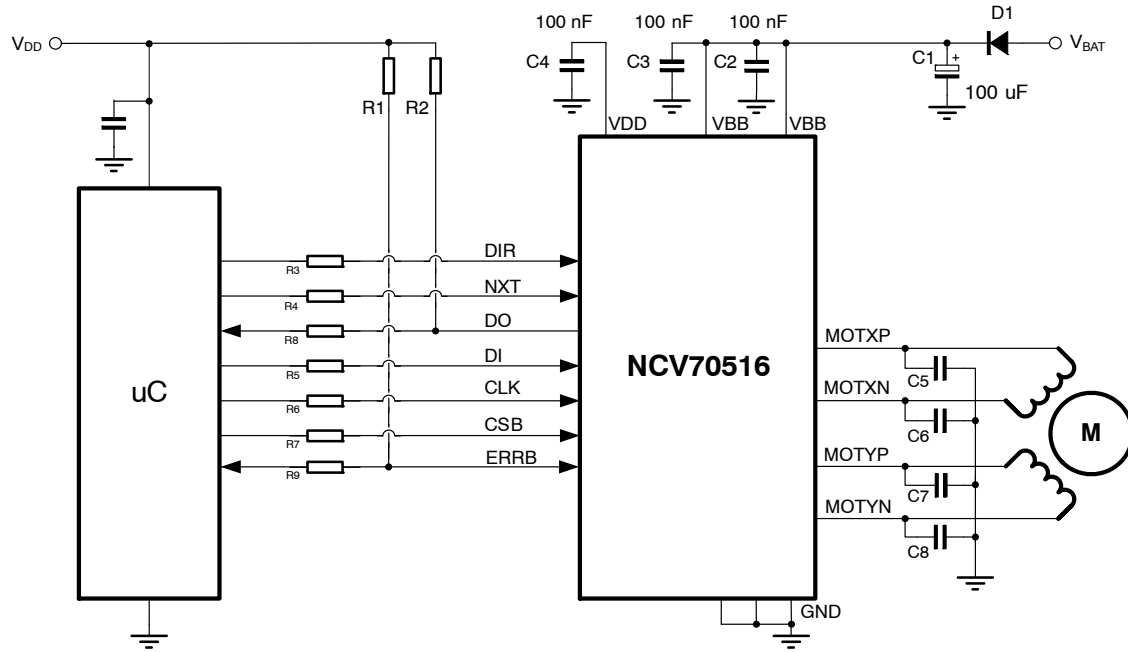 100 nF
100 nF
100 nF
D1
VDD
C4
C3
C2
C1
+
VBAT
100 uF
R1
R2
VDD
VBB
VBB
DIR
R3
NXT
R4
DO
R8
DI
R5
CLK
R6
CSB
R7
ERRB
R9
uC
NCV70516
MOTXP
C5
MOTXN
C6
M
MOTYP
C7
MOTYN
C8
GND